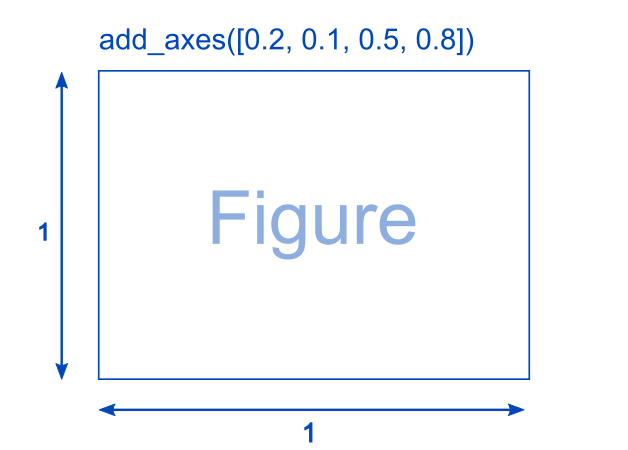 add_axes([0.2, 0.1, 0.5, 0.8])
Figure
1
1